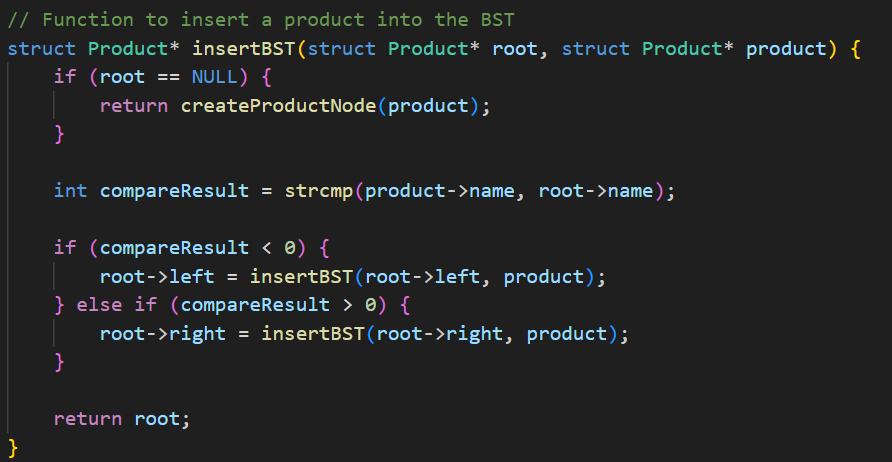 // Function to insert a product into the BST
struct Product* insertBST(struct Product* root, struct Product* product) {
    if (root == NULL) {
        return createProductNode(product);
    }

    int compareResult = strcmp(product->name, root->name);

    if (compareResult < 0) {
        root->left = insertBST(root->left, product);
    } else if (compareResult > 0) {
        root->right = insertBST(root->right, product);
    }

    return root;
}